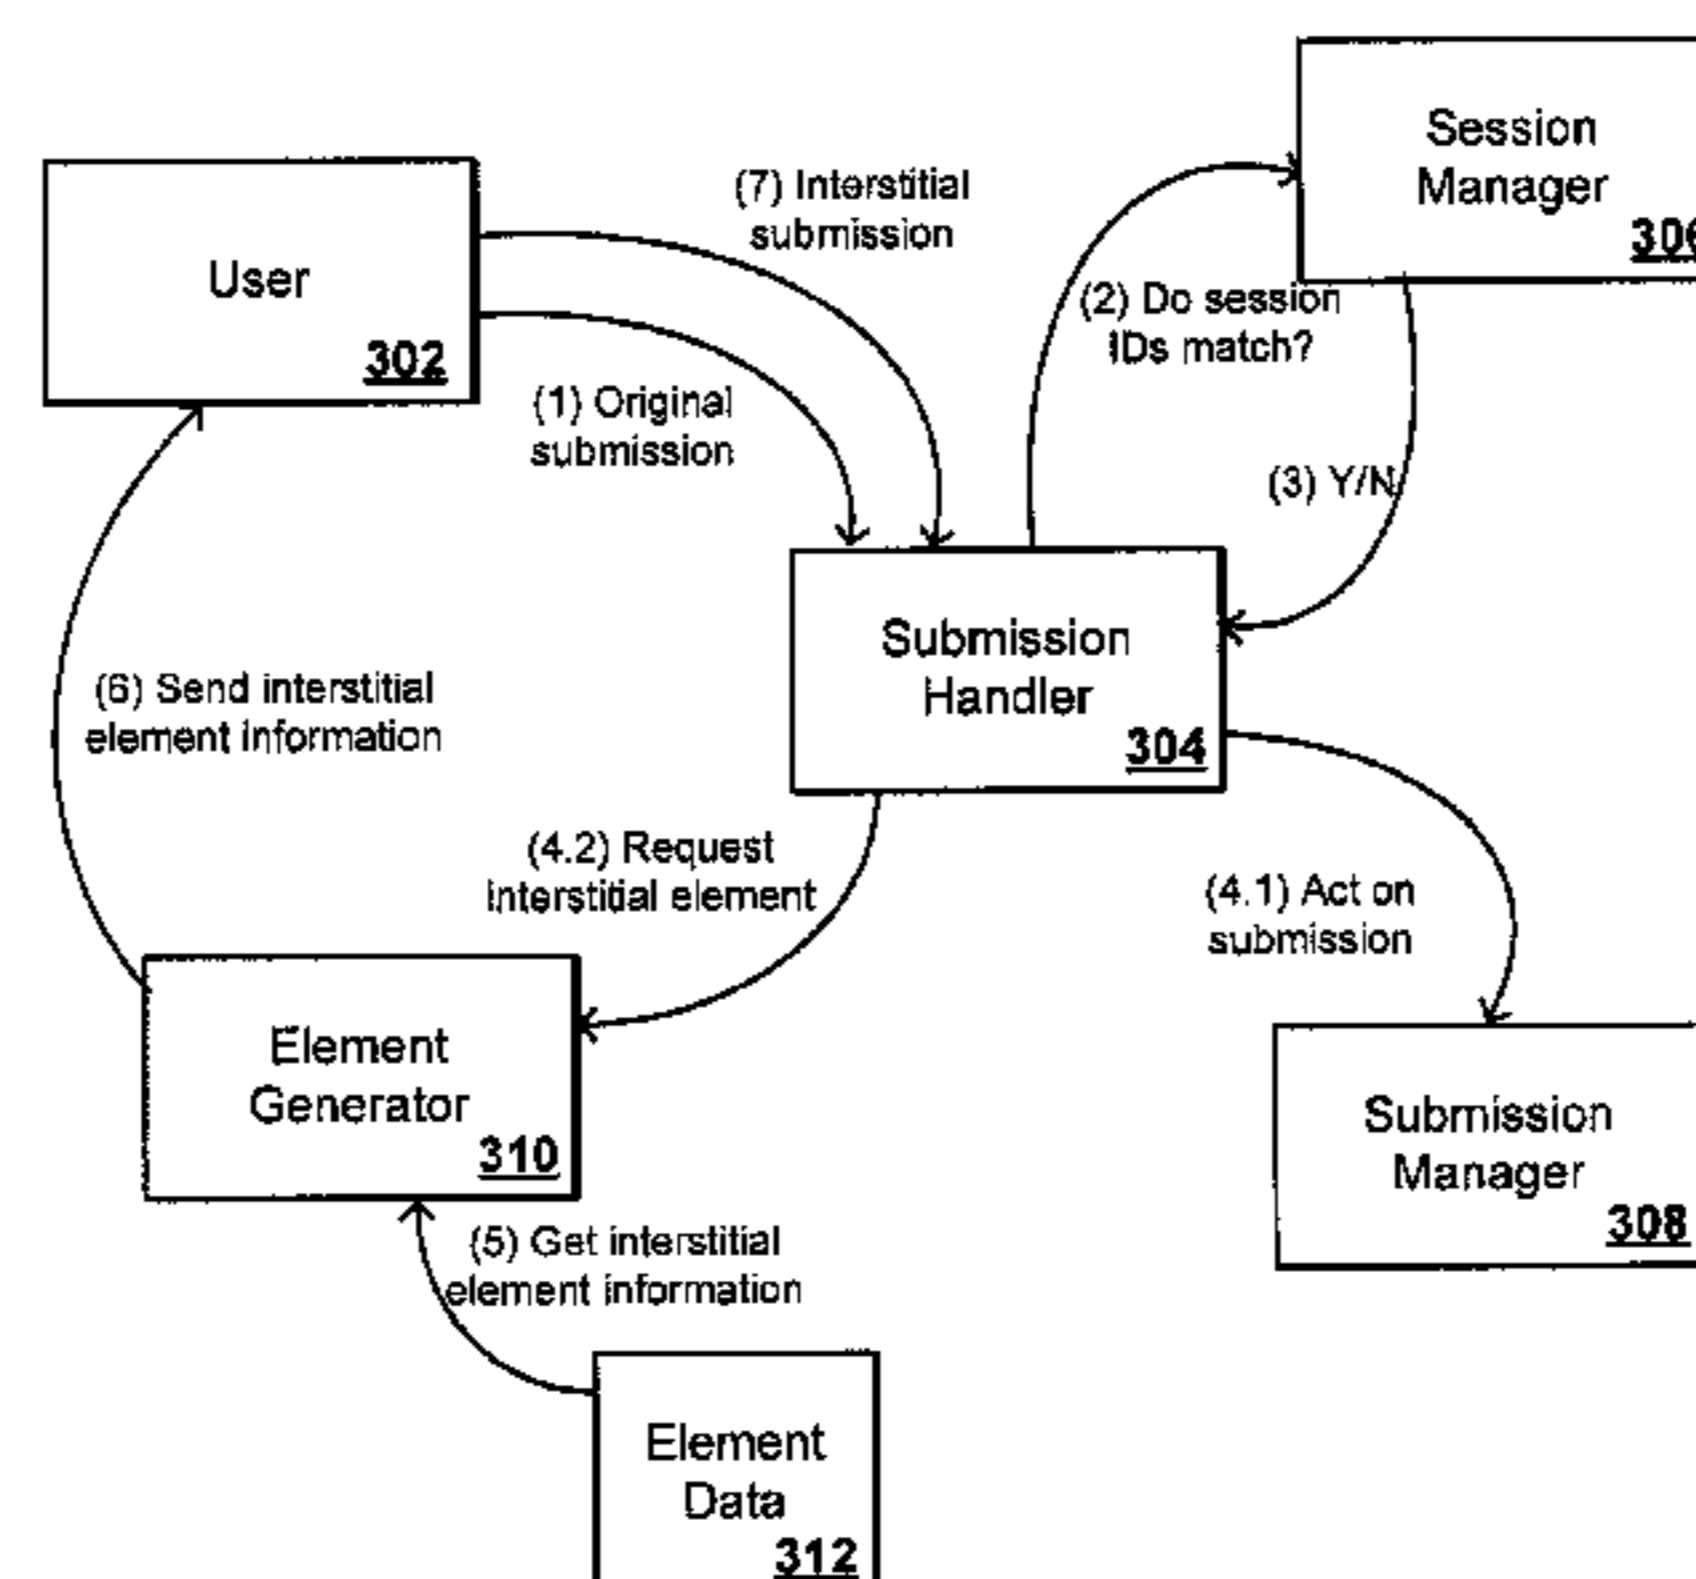 Session
Manager
306
User
302
(7) Interstitial
submission
(1) Original
submission
(2) Do session
IDs match?
(3) Y/N
Submission
Handler
304
(6) Send interstitial
element information
(4.2) Request
interstitial element
(4.1) Act on
submission
Element
Generator
310
Submission
Manager
308
(5) Get interstitial
element information
Element
Data
312